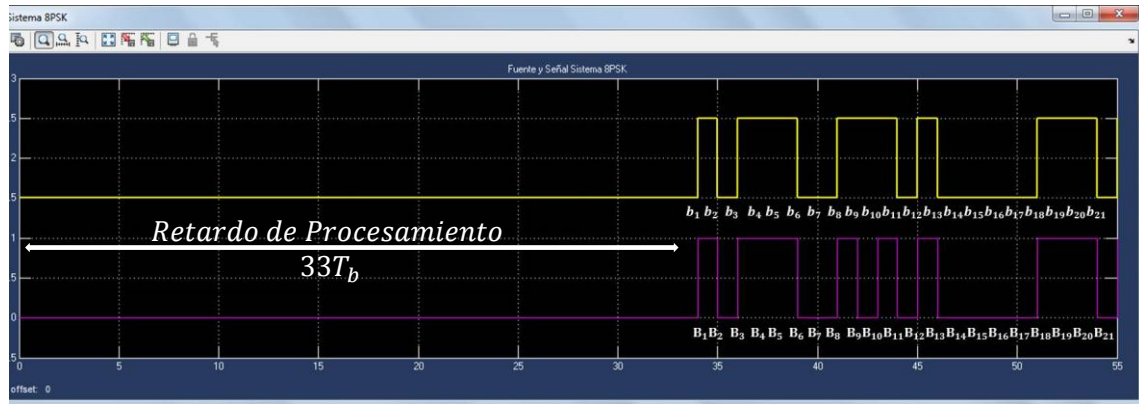 Sistema 8PSK
Fuente y Señal Sistema 8PSK
3
5
2
5
b₁ b₂ b₃ b₄ b₅ b₆ b₇ b₈ b₉ b₁₀ b₁₁ b₁₂ b₁₃ b₁₄ b₁₅ b₁₆ b₁₇ b₁₈ b₁₉ b₂₀ b₂₁
Retardo de Procesamiento
1
33T_b
5
0
B₁ B₂ B₃ B₄ B₅ B₆ B₇ B₈ B₉ B₁₀ B₁₁ B₁₂ B₁₃ B₁₄ B₁₅ B₁₆ B₁₇ B₁₈ B₁₉ B₂₀ B₂₁
5
0 5 10 15 20 25 30 35 40 45 50 55
offset: 0